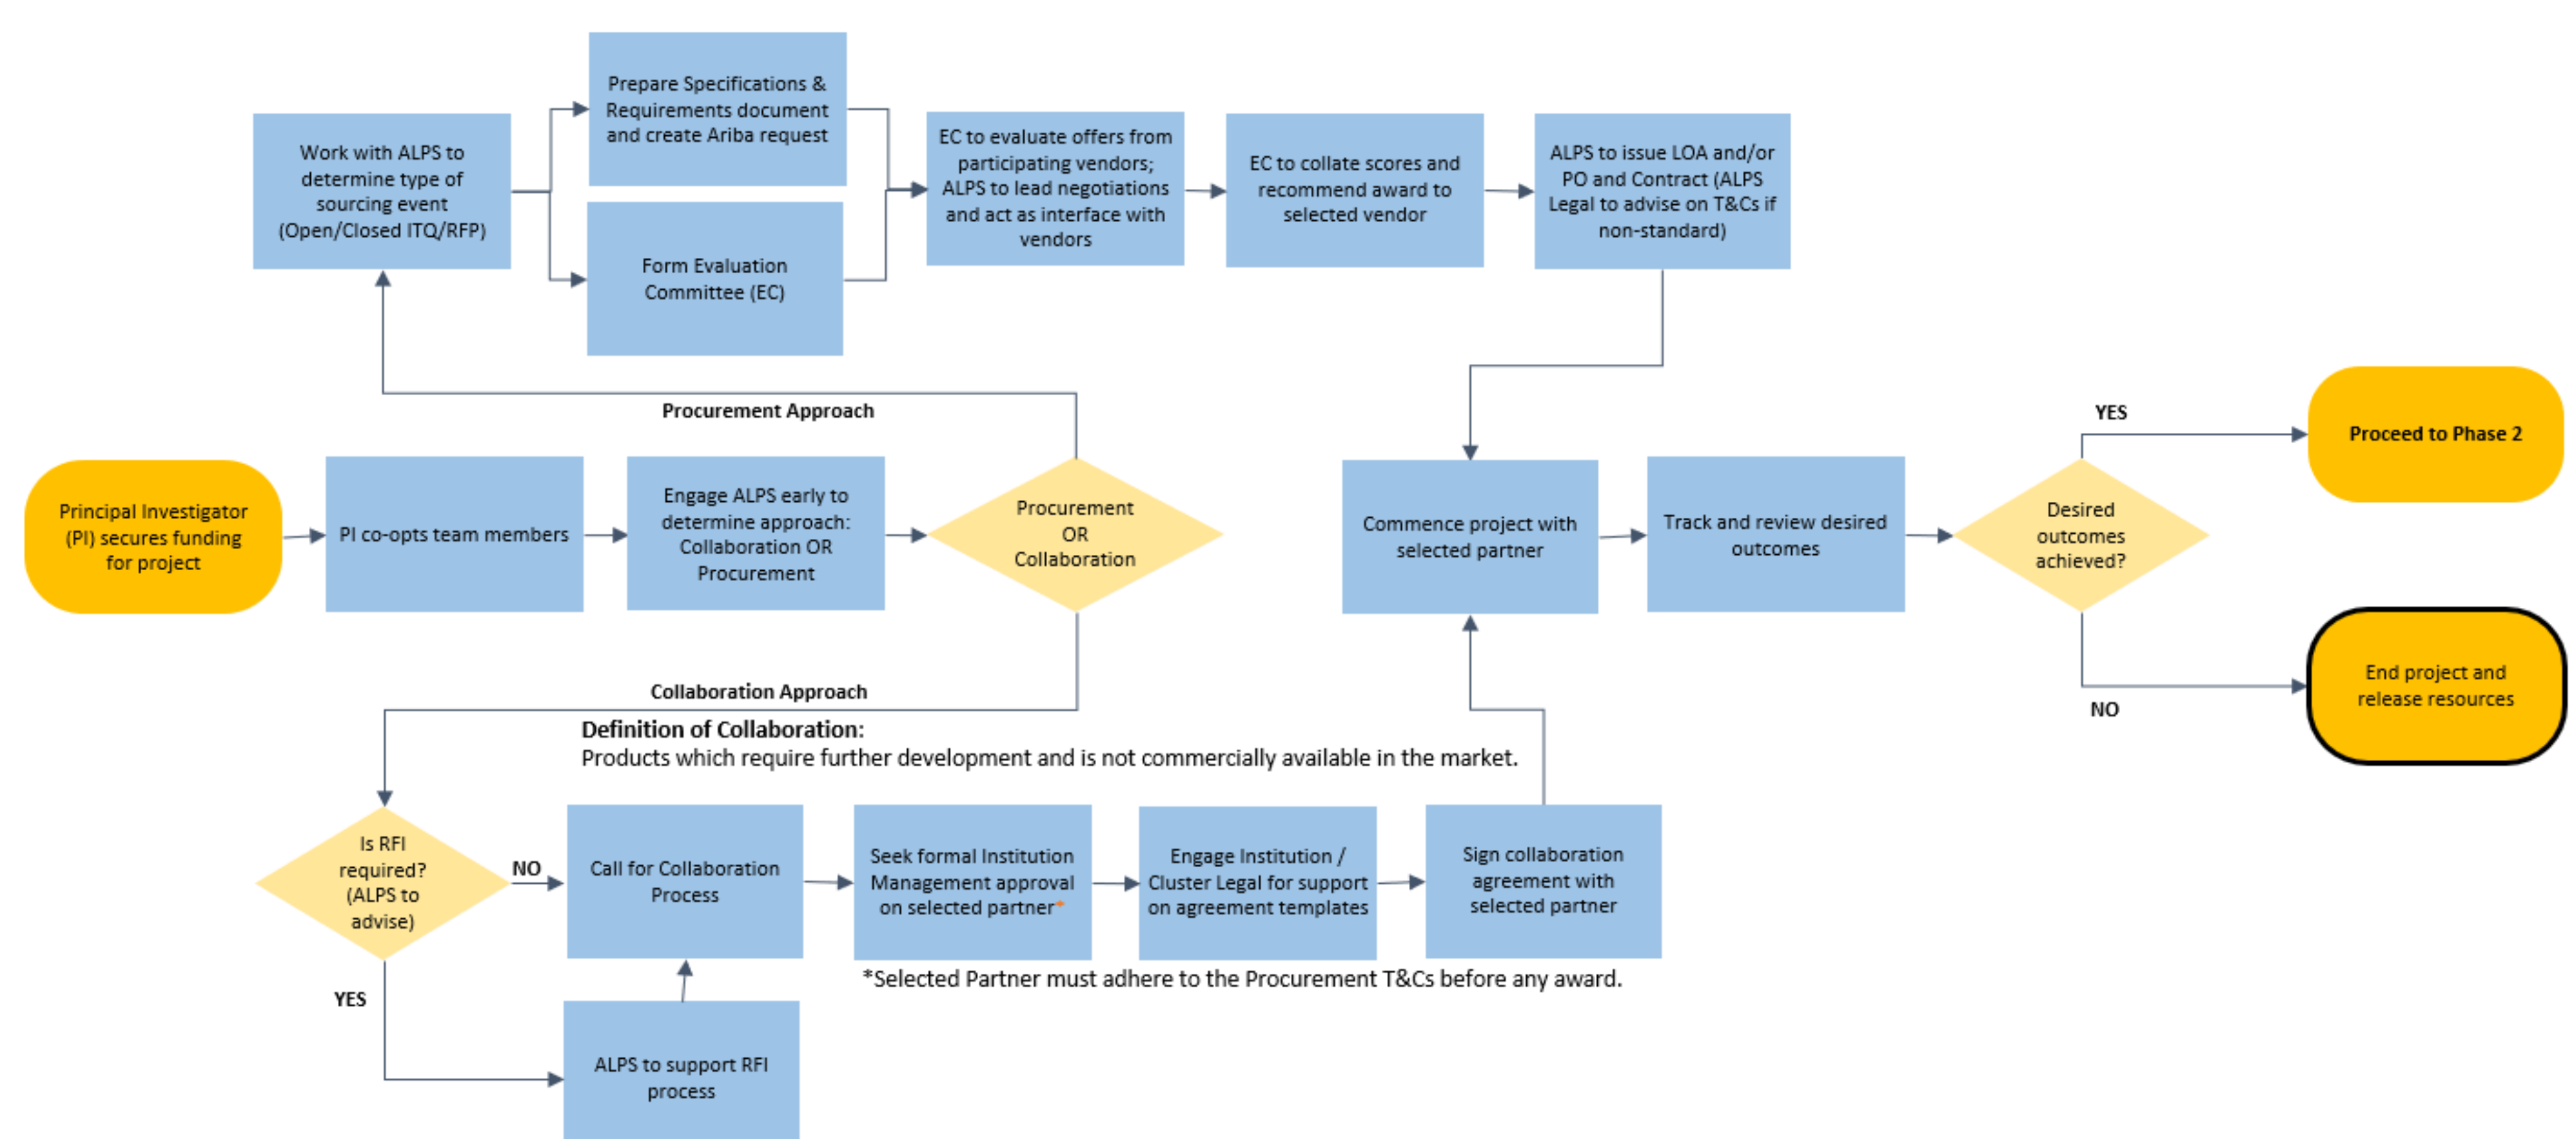 Prepare Specifications &
Requirements document
and create Ariba request
Work with ALPS to
determine type of
sourcing event
(Open/Closed ITQ/RFP)
Form Evaluation
Committee (EC)
EC to evaluate offers from
participating vendors;
ALPS to lead negotiations
and act as interface with
vendors
EC to collate scores and
recommend award to
selected vendor
ALPS to issue LOA and/or
PO and Contract (ALPS
Legal to advise on T&Cs if
non-standard)
Procurement Approach
Principal Investigator
(PI) secures funding
for project
PI co-opts team members
Engage ALPS early to
determine approach:
Collaboration OR
Procurement
Procurement
OR
Collaboration
Commence project with
selected partner
Track and review desired
outcomes
Desired
outcomes
achieved?
YES
Proceed to Phase 2
NO
End project and
release resources
Collaboration Approach
Definition of Collaboration:
Products which require further development and is not commercially available in the market.
Is RFI
required?
(ALPS to
advise)
NO
Call for Collaboration
Process
Seek formal Institution
Management approval
on selected partner*
Engage Institution /
Cluster Legal for support
on agreement templates
Sign collaboration
agreement with
selected partner
*Selected Partner must adhere to the Procurement T&Cs before any award.
YES
ALPS to support RFI
process